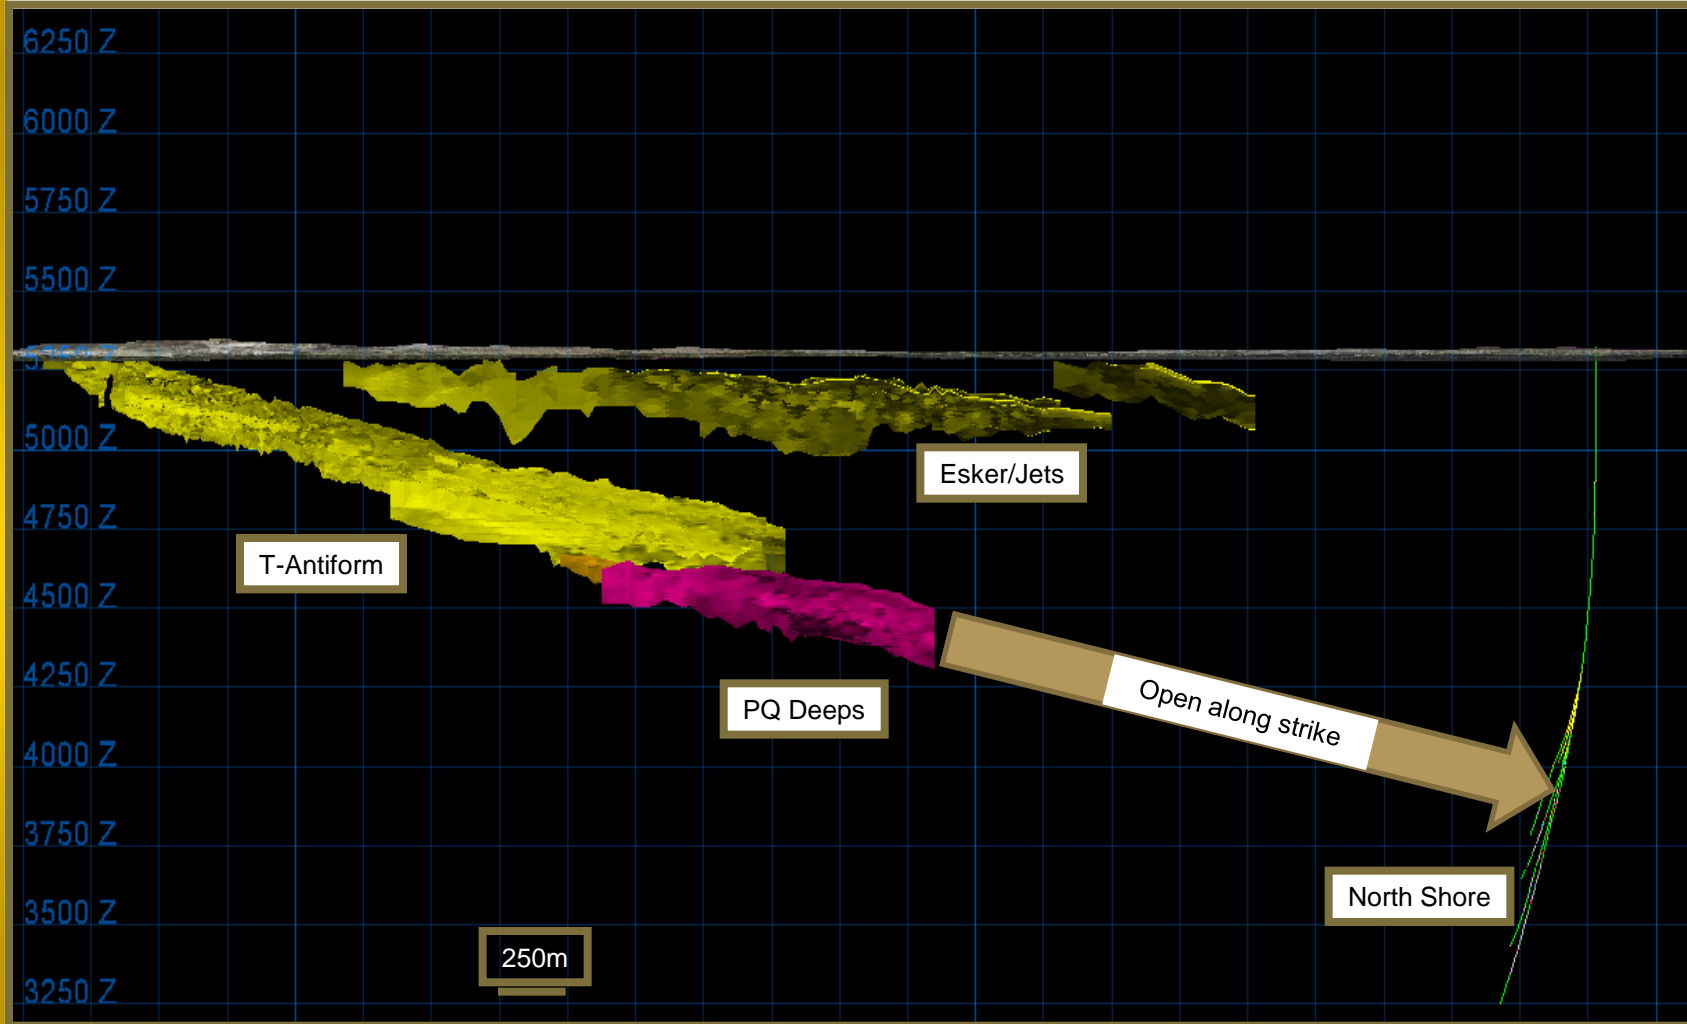 6250 Z
6000 Z
5750 Z
5500 Z
5250 Z
5000 Z
Esker/Jets
4750 Z
T-Antiform
4500 Z
4250 Z
PQ Deeps
Open along strike
4000 Z
3750 Z
North Shore
3500 Z
250m
3250 Z